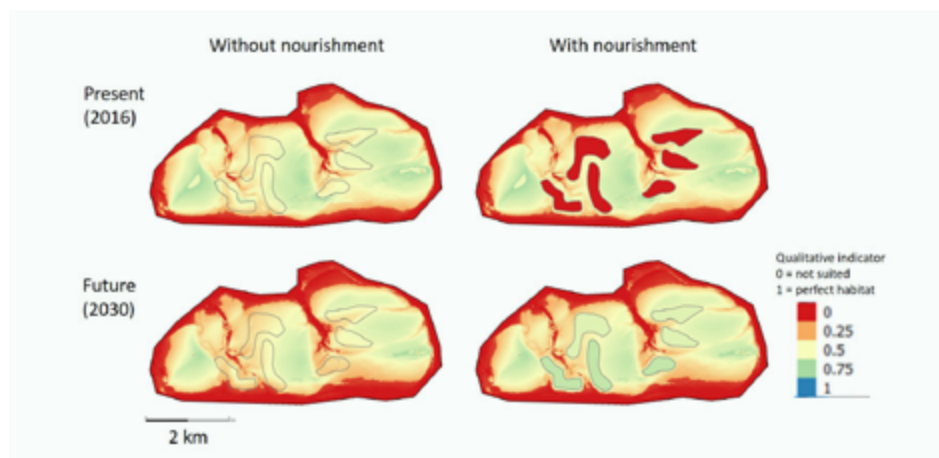 Without nourishment
With nourishment
Present
(2016)
Future
(2030)
Qualitative indicator
0 = not suited
1 = perfect habitat
0
0.25
0.5
0.75
1
2 km